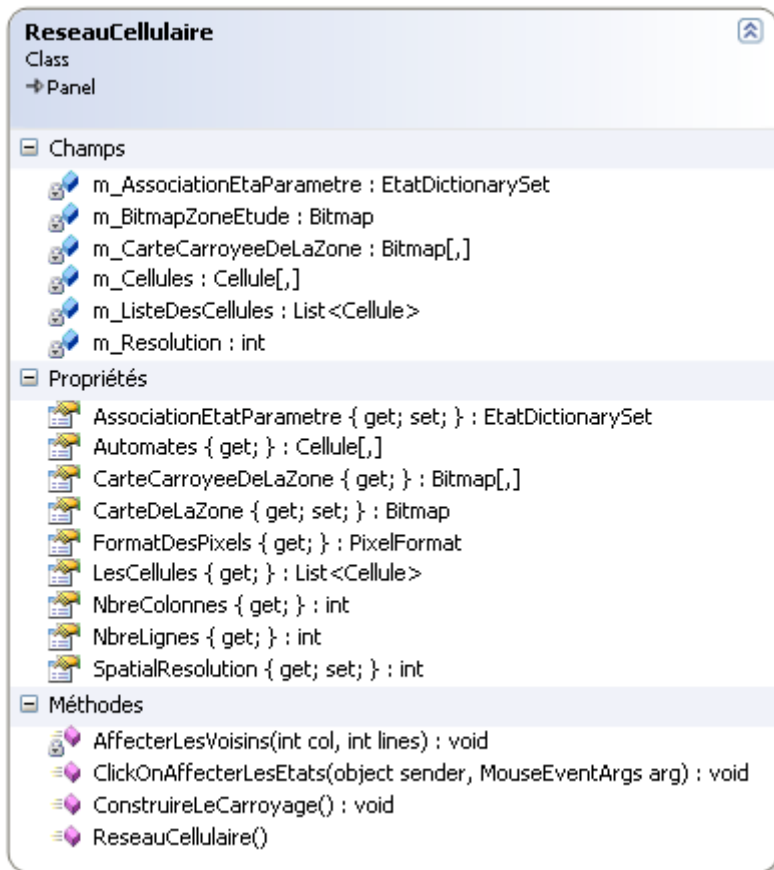 ReseauCellulaire
Class
Panel
Champs
m_AssociationEtaParametre : EtatDictionarySet
m_BitmapZoneEtude : Bitmap
m_CarteCarroyeeDeLaZone : Bitmap[,]
m_Cellules : Cellule[,]
m_ListeDesCellules : List<Cellule>
m_Resolution : int
Propriétés
AssociationEtatParametre { get; set; } : EtatDictionarySet
Automates { get; } : Cellule[,]
CarteCarroyeeDeLaZone { get; } : Bitmap[,]
CarteDeLaZone { get; set; } : Bitmap
FormatDesPixels { get; } : PixelFormat
LesCellules { get; } : List<Cellule>
NbreColonnes { get; } : int
NbreLignes { get; } : int
SpatialResolution { get; set; } : int
Méthodes
AffecterLesVoisins(int col, int lines) : void
ClickOnAffecterLesEtats(object sender, MouseEventArgs arg) : void
ConstruireLeCarroyage() : void
ReseauCellulaire()